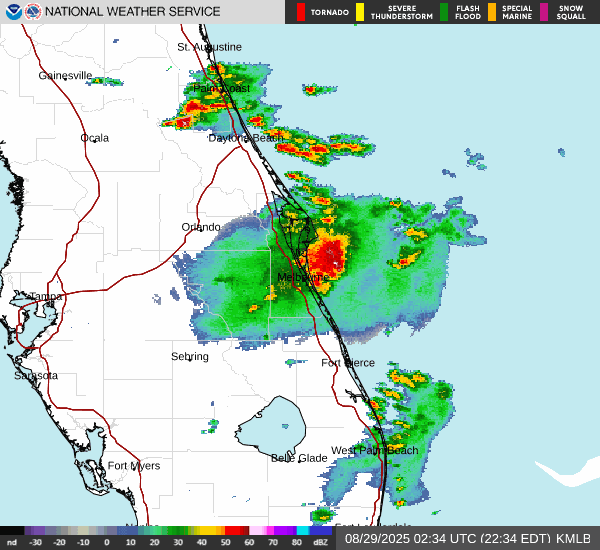 NATIONAL WEATHER SERVICE
TORNADO
SEVERE THUNDERSTORM
FLASH FLOOD
SPECIAL MARINE
SNOW SQUALL
St. Augustine
Gainesville
Palm Coast
Ocala
Daytona Beach
Orlando
Melbourne
Tampa
Sebring
Fort Pierce
Sarasota
West Palm Beach
Belle Glade
Fort Myers
nd -30 -20 -10 0 10 20 30 40 50 60 70 80 dBZ
08/29/2025 02:34 UTC (22:34 EDT) KMLB